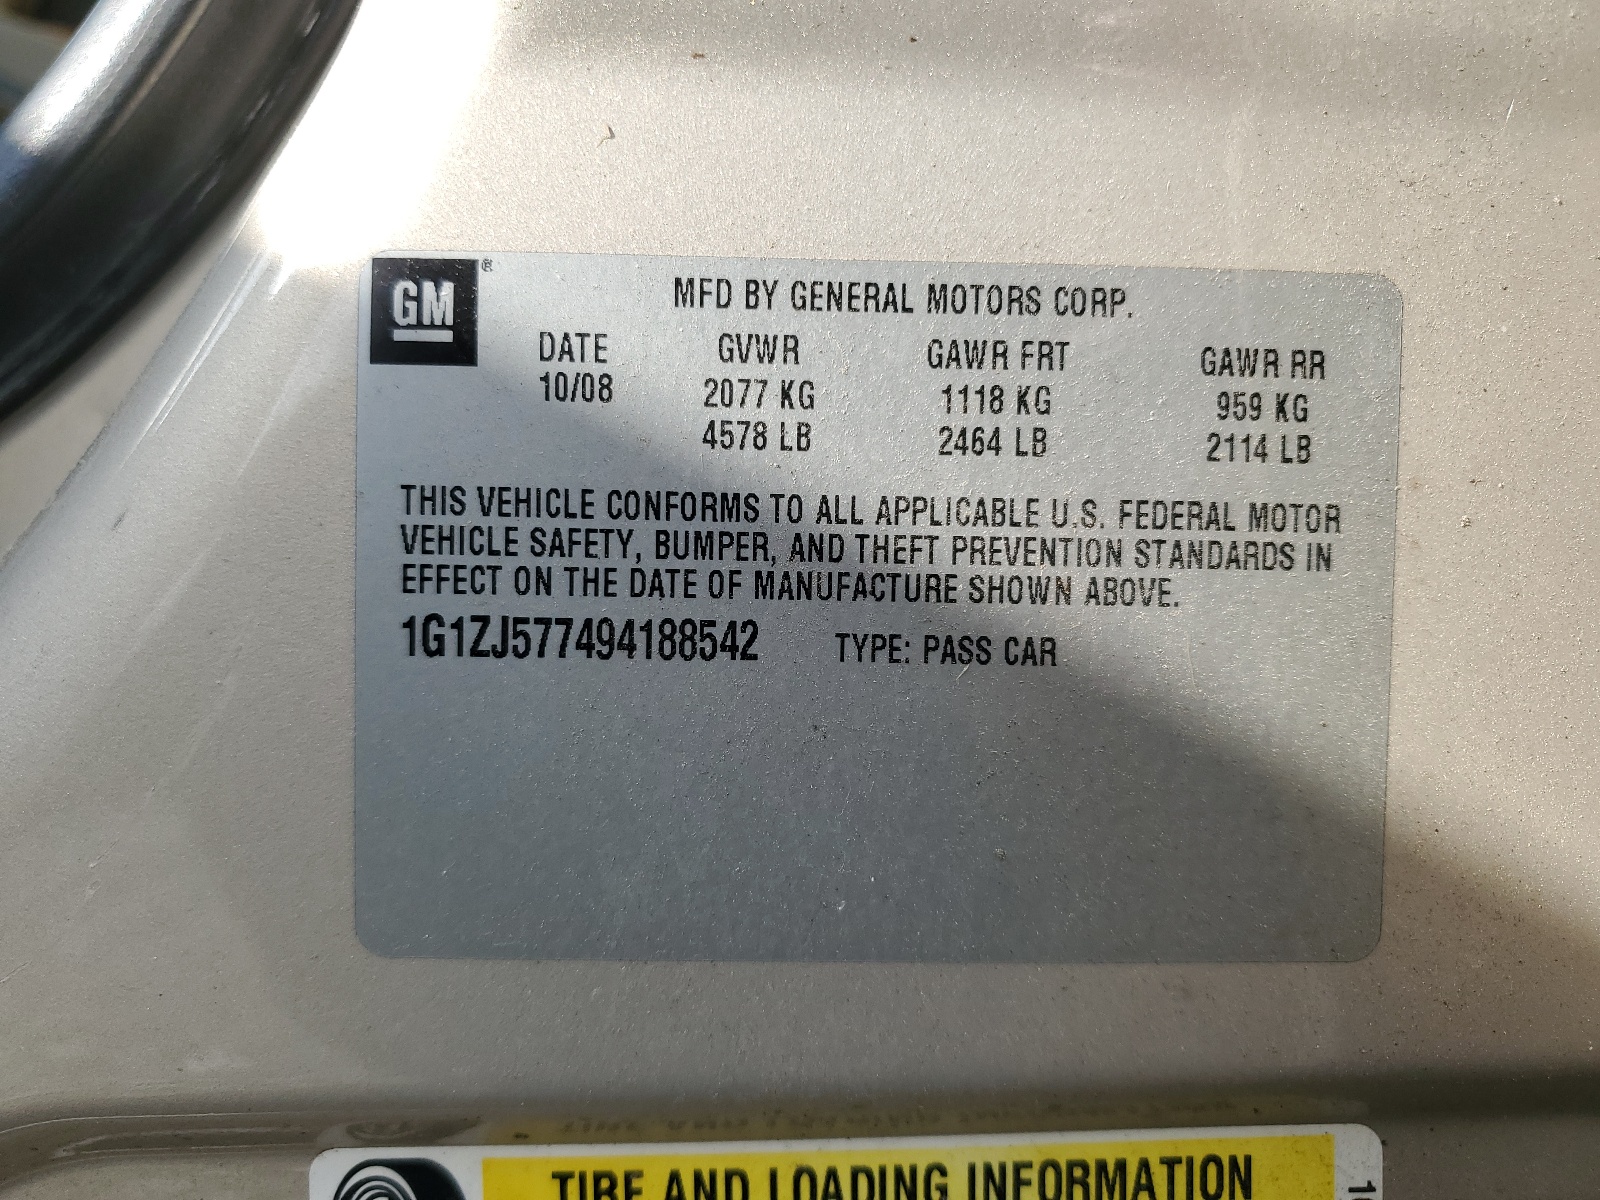 GM ®
MFD BY GENERAL MOTORS CORP.
DATE GVWR GAWR FRT GAWR RR
10/08 2077 KG 1118 KG 959 KG
4578 LB 2464 LB 2114 LB
THIS VEHICLE CONFORMS TO ALL APPLICABLE U.S. FEDERAL MOTOR
VEHICLE SAFETY, BUMPER, AND THEFT PREVENTION STANDARDS IN
EFFECT ON THE DATE OF MANUFACTURE SHOWN ABOVE.
1G1ZJ577494188542 TYPE: PASS CAR
TIRE AND LOADING INFORMATION